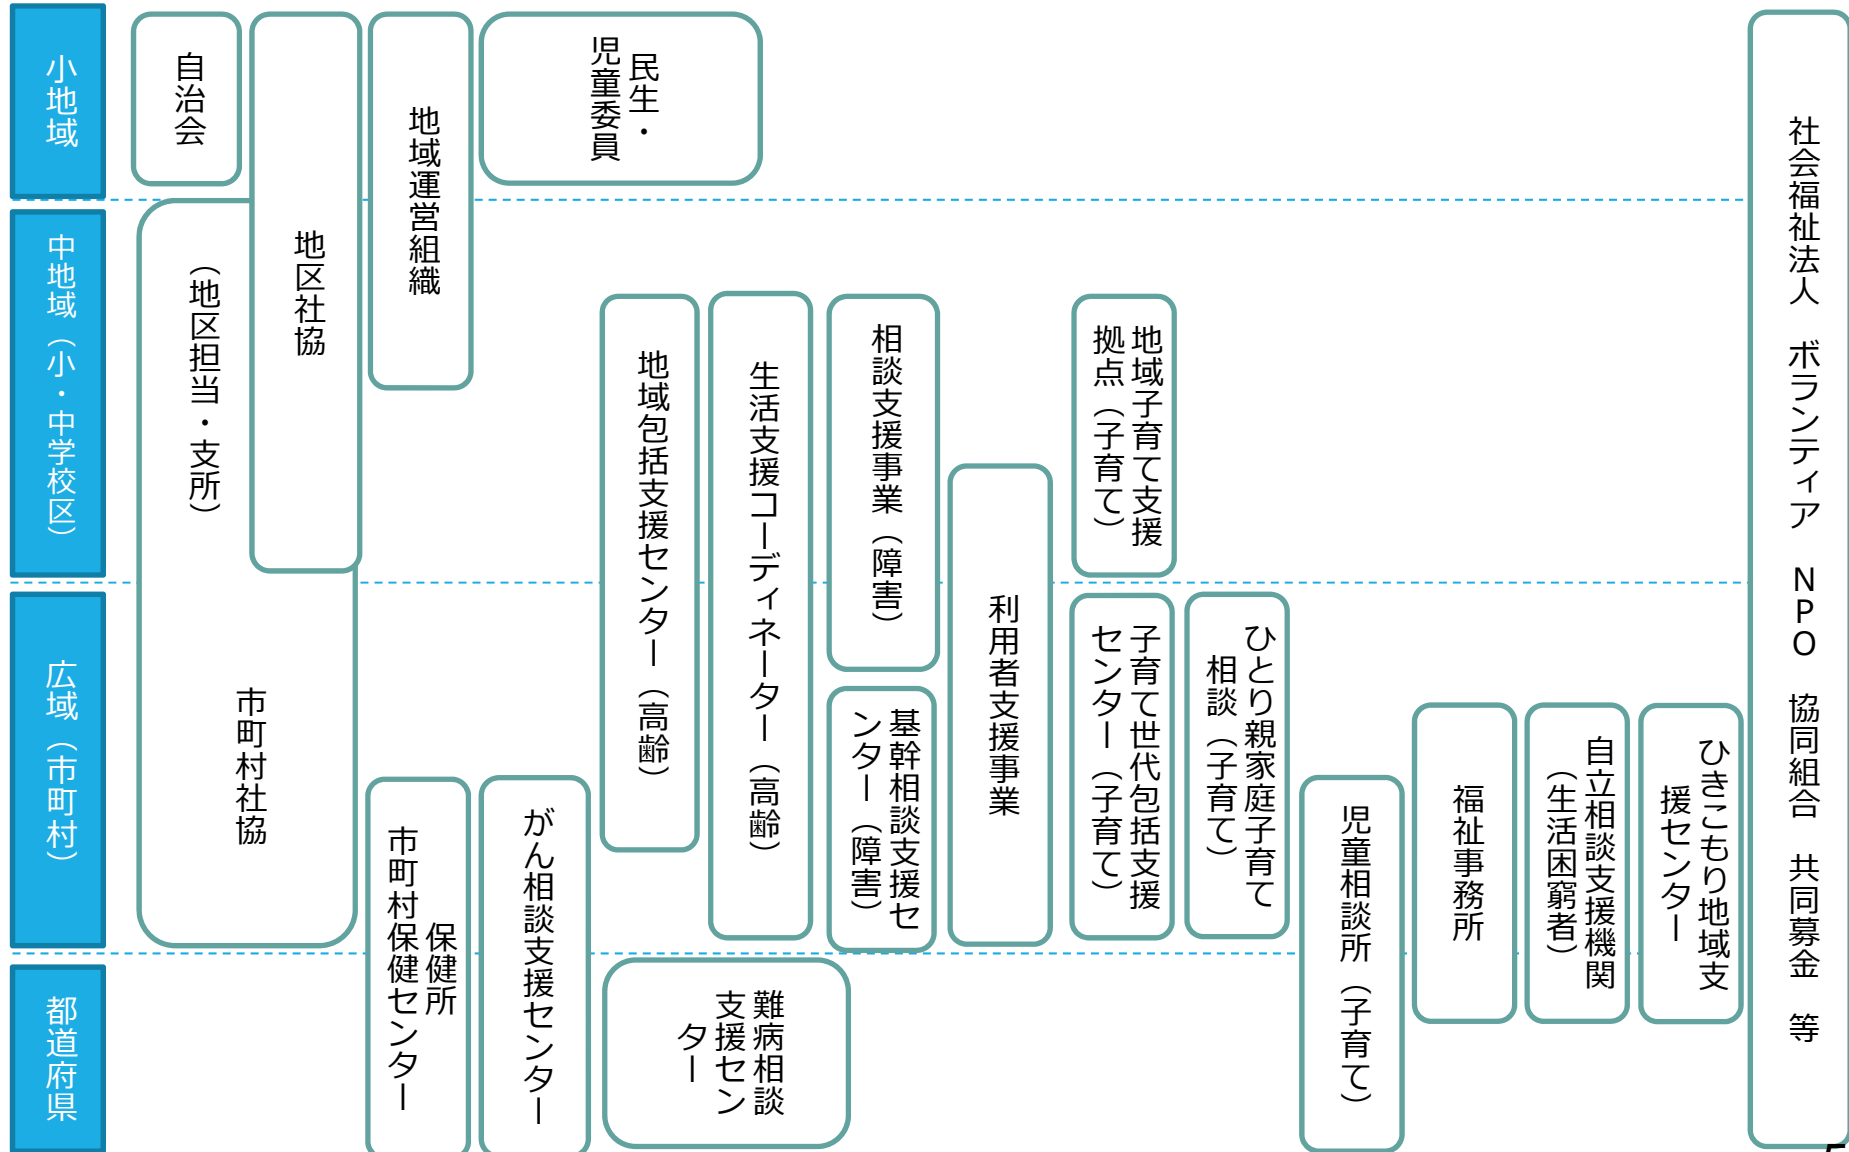 小地域
中地域（小・中学校区）
広域（市町村）
都道府県
自治会
地区社協
地域運営組織
民生・
児童委員
（地区担当・支所）
市町村社協
保健所
市町村保健センター
がん相談支援センター
地域包括支援センター（高齢）
生活支援コーディネーター（高齢）
相談支援事業（障害）
基幹相談支援セ
ンター（障害）
難病相談
支援セン
ター
利用者支援事業
地域子育て支援
拠点（子育て）
子育て世代包括支援
センター（子育て）
ひとり親家庭子育て
相談（子育て）
児童相談所（子育て）
福祉事務所
自立相談支援機関
（生活困窮者）
ひきこもり地域支
援センター
社会福祉法人　ボランティア　NPO　協同組合　共同募金　等